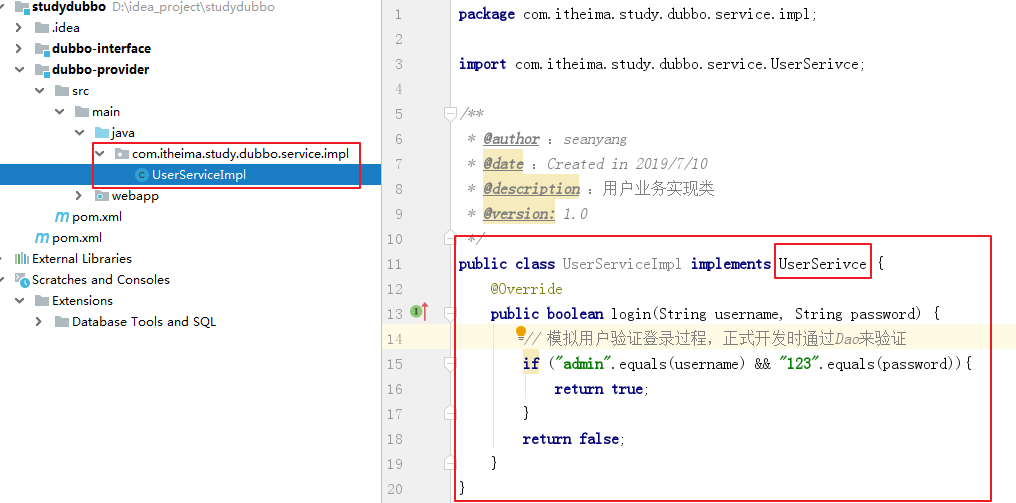 studydubbo D:\idea_project\studydubbo
.idea
dubbo-interface
dubbo-provider
src
main
java
com.itheima.study.dubbo.service.impl
UserServiceImpl
webapp
pom.xml
pom.xml
External Libraries
Scratches and Consoles
Extensions
Database Tools and SQL
1 package com.itheima.study.dubbo.service.impl;
2
3 import com.itheima.study.dubbo.service.UserSerivce;
4
5 /**
6 * @author : seanyang
7 * @date : Created in 2019/7/10
8 * @description : 用户业务实现类
9 * @version: 1.0
10 */
11 public class UserServiceImpl implements UserSerivce {
12 @Override
13 public boolean login(String username, String password) {
14 // 模拟用户验证登录过程，正式开发时通过Dao来验证
15 if ("admin".equals(username) && "123".equals(password)){
16 return true;
17 }
18 return false;
19 }
20 }